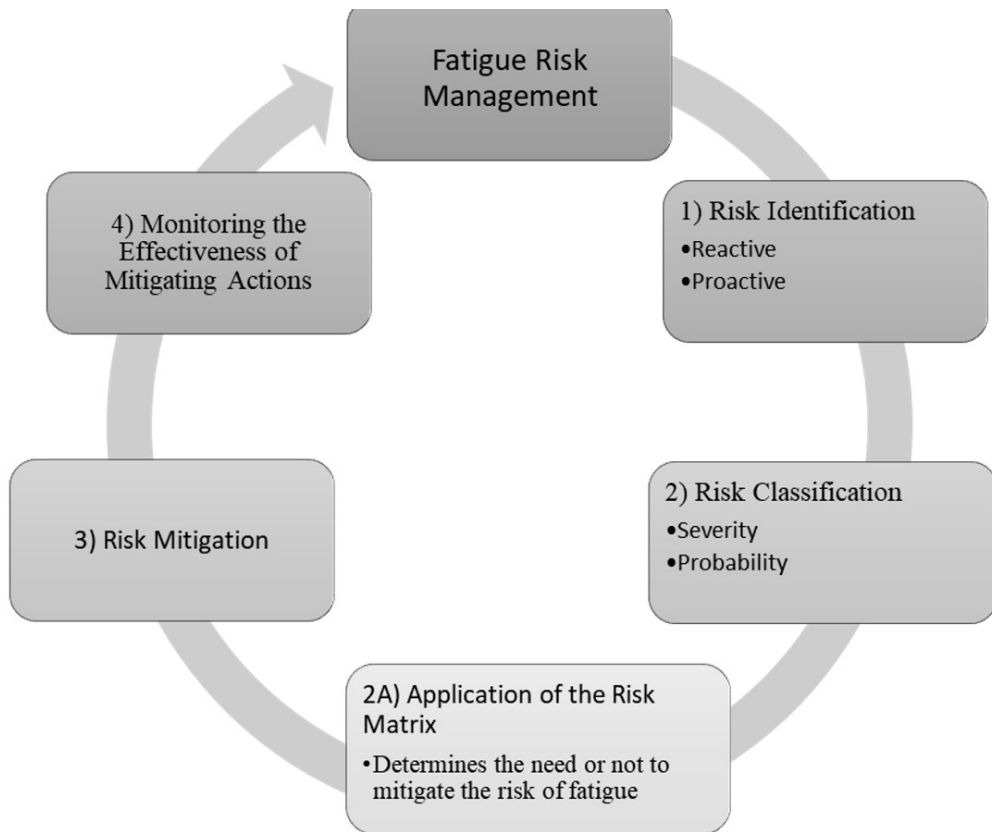 Fatigue Risk
Management
1) Risk Identification
•Reactive
•Proactive
2) Risk Classification
•Severity
•Probability
2A) Application of the Risk
Matrix
•Determines the need or not to
mitigate the risk of fatigue
3) Risk Mitigation
4) Monitoring the
Effectiveness of
Mitigating Actions